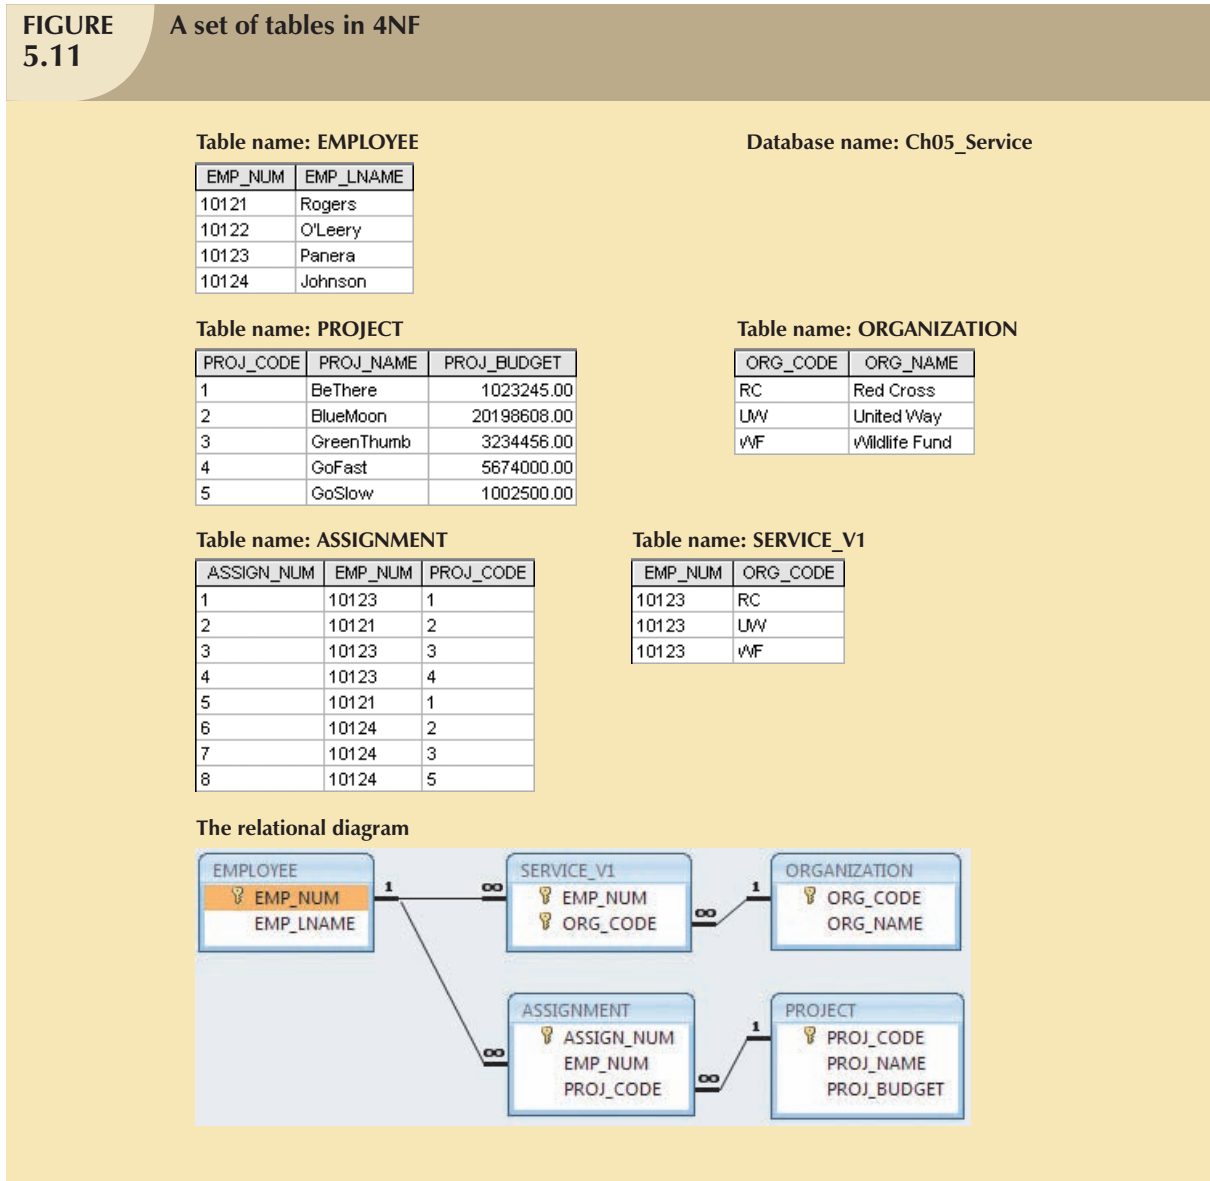 FIGURE 5.11
A set of tables in 4NF
Table name: EMPLOYEE
Database name: Ch05_Service
EMP_NUM EMP_LNAME
10121 Rogers
10122 O'Leery
10123 Panera
10124 Johnson
Table name: PROJECT
PROJ_CODE PROJ_NAME PROJ_BUDGET
1 BeThere 1023245.00
2 BlueMoon 20198608.00
3 GreenThumb 3234456.00
4 GoFast 5674000.00
5 GoSlow 1002500.00
Table name: ORGANIZATION
ORG_CODE ORG_NAME
RC Red Cross
UW United Way
WF Wildlife Fund
Table name: ASSIGNMENT
ASSIGN_NUM EMP_NUM PROJ_CODE
1 10123 1
2 10121 2
3 10123 3
4 10123 4
5 10121 1
6 10124 2
7 10124 3
8 10124 5
Table name: SERVICE_V1
EMP_NUM ORG_CODE
10123 RC
10123 UW
10123 WF
The relational diagram
EMPLOYEE
EMP_NUM
EMP_LNAME
1
∞
SERVICE_V1
EMP_NUM
ORG_CODE
∞
1
ORGANIZATION
ORG_CODE
ORG_NAME
∞
ASSIGNMENT
ASSIGN_NUM
EMP_NUM
PROJ_CODE
∞
1
PROJECT
PROJ_CODE
PROJ_NAME
PROJ_BUDGET